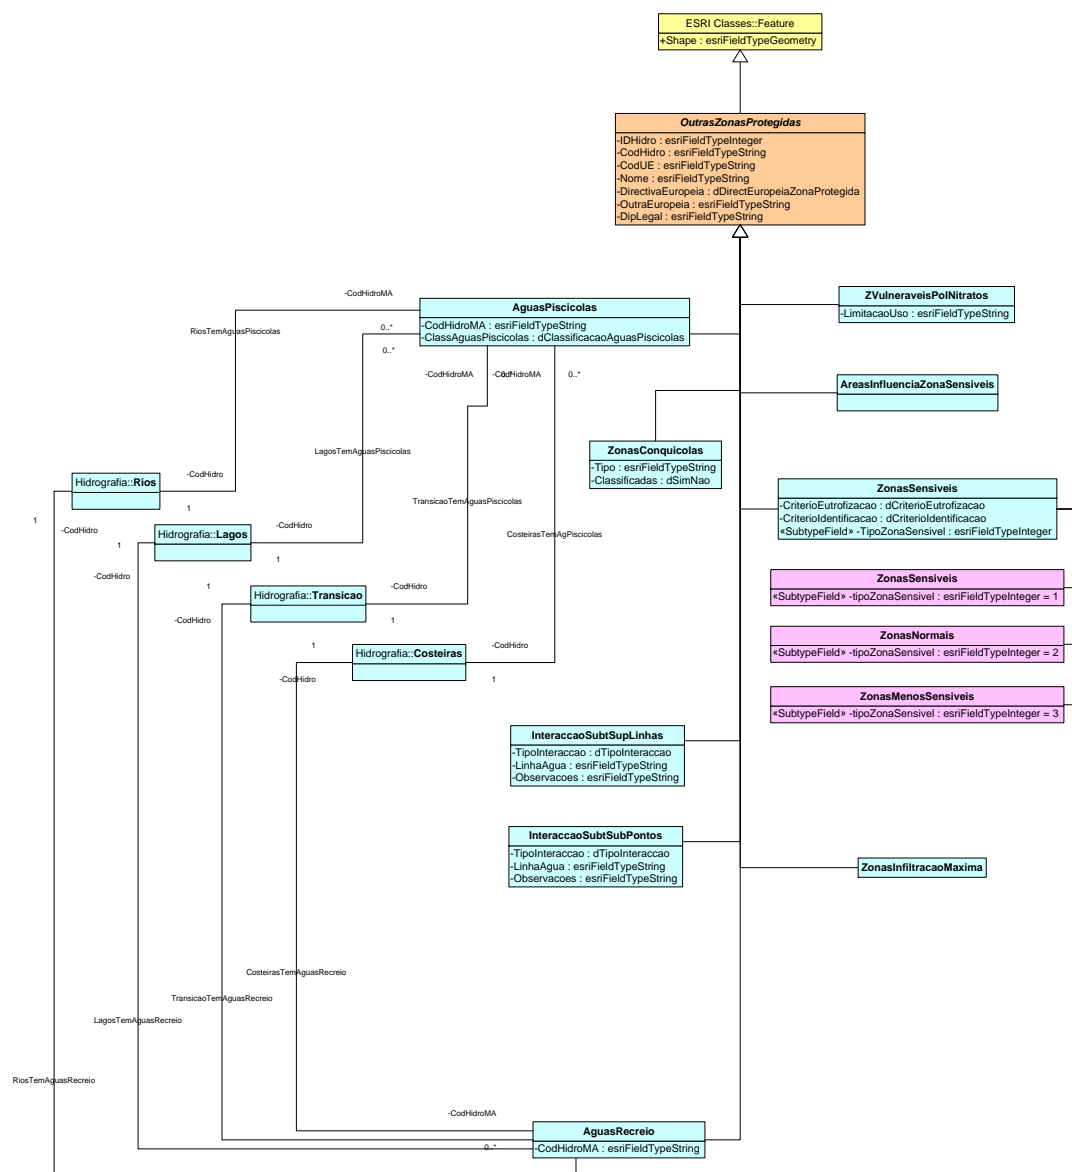 ESRI Classes::Feature
+Shape : esriFieldTypeGeometry
OutrasZonasProtegidas
-IDHidro : esriFieldTypeInteger
-CodHidro : esriFieldTypeString
-CodUE : esriFieldTypeString
-Nome : esriFieldTypeString
-DirectivaEuropeia : dDirectEuropeiaZonaProtegida
-OutraEuropeia : esriFieldTypeString
-DipLegal : esriFieldTypeString
-CodHidroMA
AguasPiscicolas
-CodHidroMA : esriFieldTypeString
-ClassAguasPiscicolas : dClassificacaoAguasPiscicolas
ZVulneraveisPolNitratos
-LimitacaoUso : esriFieldTypeString
RiosTemAguasPiscicolas
0..*
0..*
-CodHidroMA
-CodHidroMA
0..*
0..*
AreasInfluenciaZonaSensiveis
LagosTemAguasPiscicolas
ZonasConquicolas
-Tipo : esriFieldTypeString
-Classificadas : dSimNao
Hidrografia::Rios
-CodHidro
1
ZonasSensiveis
-CriterioEutrofizacao : dCriterioEutrofizacao
-CriterioIdentificacao : dCriterioIdentificacao
«SubtypeField» -TipoZonaSensivel : esriFieldTypeInteger
TransicaoTemAguasPiscicolas
1
-CodHidro
Hidrografia::Lagos
-CodHidro
1
1
CosteirasTemAgPiscicolas
-CodHidro
ZonasSensiveis
«SubtypeField» -tipoZonaSensivel : esriFieldTypeInteger = 1
1
Hidrografia::Transicao
-CodHidro
1
-CodHidro
ZonasNormais
«SubtypeField» -tipoZonaSensivel : esriFieldTypeInteger = 2
1
Hidrografia::Costeiras
-CodHidro
1
-CodHidro
ZonasMenosSensiveis
«SubtypeField» -tipoZonaSensivel : esriFieldTypeInteger = 3
InteraccaoSubtSupLinhas
-TipoInteraccao : dTipoInteraccao
-LinhaAgua : esriFieldTypeString
-Observacoes : esriFieldTypeString
InteraccaoSubtSubPontos
-TipoInteraccao : dTipoInteraccao
-LinhaAgua : esriFieldTypeString
-Observacoes : esriFieldTypeString
ZonasInfiltracaoMaxima
CosteirasTemAguasRecreio
TransicaoTemAguasRecreio
LagosTemAguasRecreio
RiosTemAguasRecreio
-CodHidroMA
AguasRecreio
-CodHidroMA : esriFieldTypeString
0..*